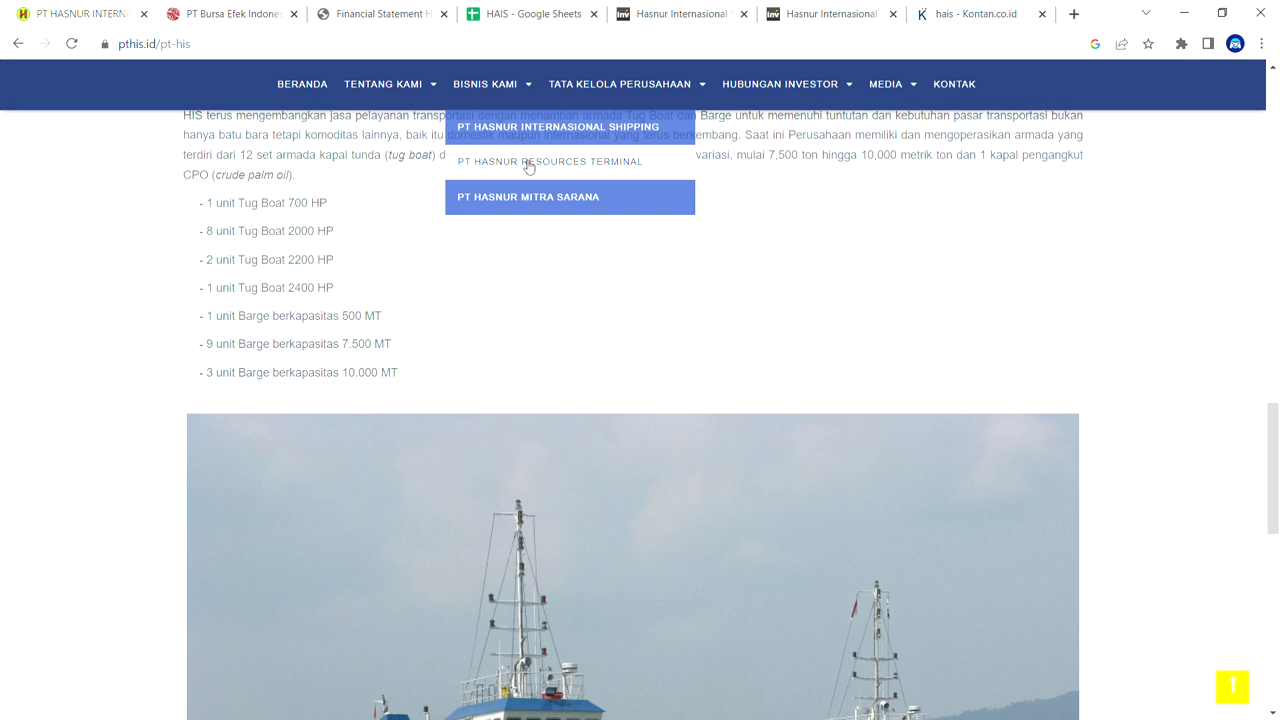 PT HASNUR INTERN
PT Bursa Efek Indones
Financial Statement H
HAIS - Google Sheets
Hasnur Internasional
Hasnur Internasional
hais - Kontan.co.id
pthis.id/pt-his
BERANDA TENTANG KAMI BISNIS KAMI TATA KELOLA PERUSAHAAN HUBUNGAN INVESTOR MEDIA KONTAK
HIS terus mengembangkan jasa pelayanan transportasi dengan menambah armada Tug Boat dan Barge untuk memenuhi tuntutan dan kebutuhan pasar transportasi bukan
PT HASNUR INTERNASIONAL SHIPPING
hanya batu bara tetapi komoditas lainnya, baik itu domestik maupun internasional yang terus berkembang. Saat ini Perusahaan memiliki dan mengoperasikan armada yang
PT HASNUR RESOURCES TERMINAL
terdiri dari 12 set armada kapal tunda (tug boat) d variasi, mulai 7,500 ton hingga 10,000 metrik ton dan 1 kapal pengangkut
CPO (crude palm oil).
PT HASNUR MITRA SARANA
- 1 unit Tug Boat 700 HP
- 8 unit Tug Boat 2000 HP
- 2 unit Tug Boat 2200 HP
- 1 unit Tug Boat 2400 HP
- 1 unit Barge berkapasitas 500 MT
- 9 unit Barge berkapasitas 7.500 MT
- 3 unit Barge berkapasitas 10.000 MT